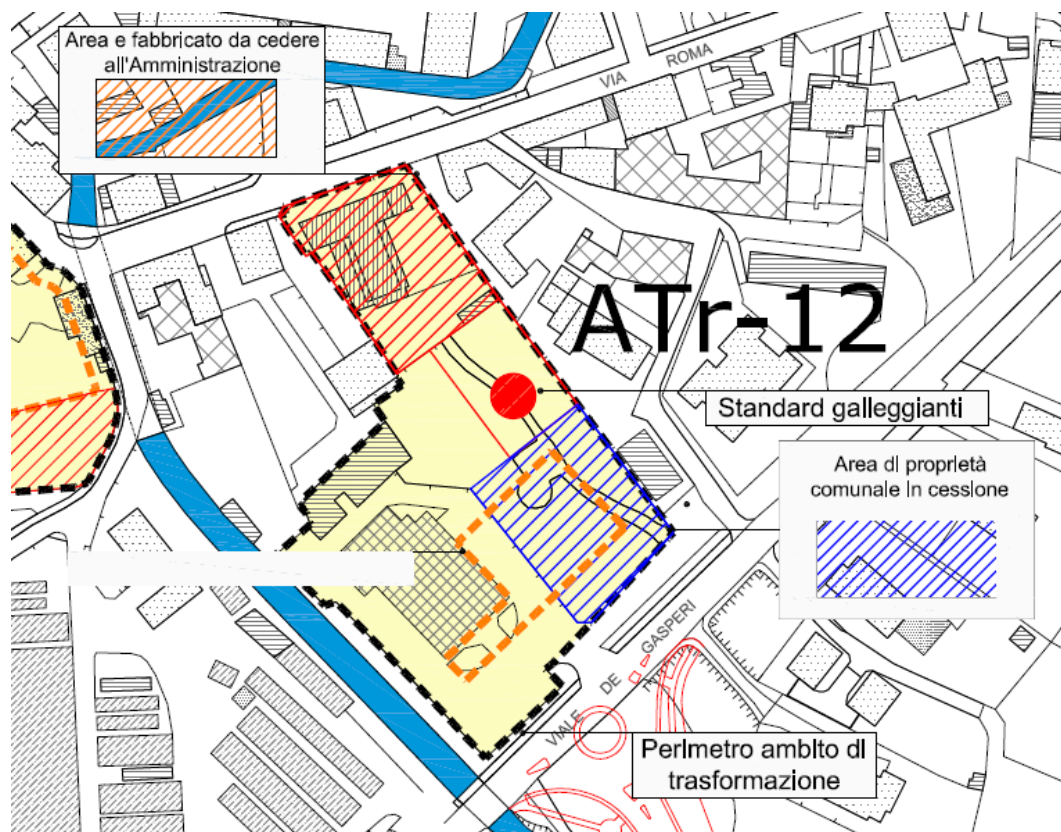 Area e fabbricato da cedere
all'Amministrazione
VIA ROMA
ATr-12
Standard galleggianti
Area di proprietà
comunale in cessione
VIALE DE GASPERI
Perimetro ambito di
trasformazione